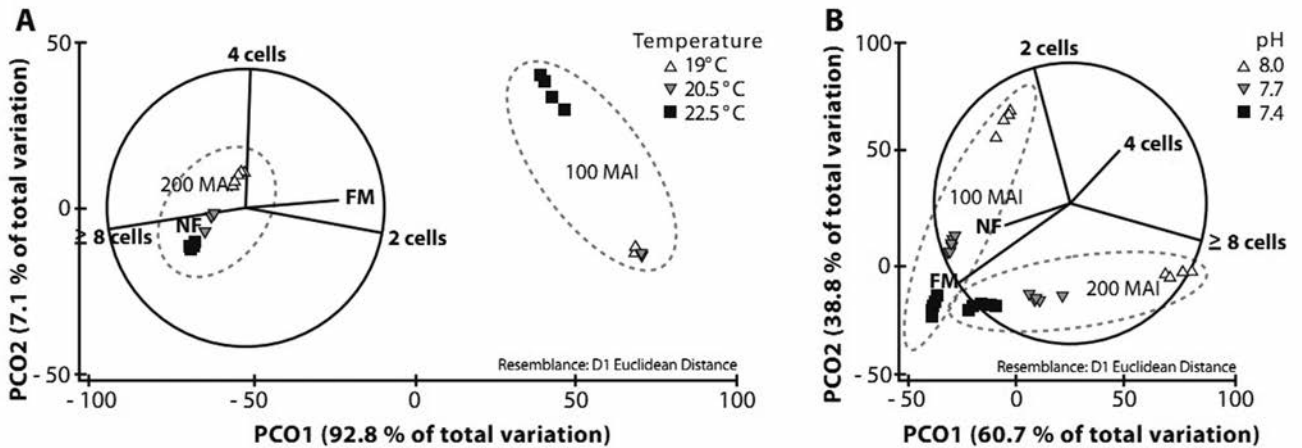 A
PCO2 (7.1 % of total variation)
50
0
- 50
- 100
- 50
0
50
100
PCO1 (92.8 % of total variation)
4 cells
200 MAI
FM
NF
≥ 8 cells
2 cells
100 MAI
Temperature
19° C
20.5 ° C
22.5 ° C
Resemblance: D1 Euclidean Distance
B
PCO2 (38.8 % of total variation)
100
50
0
- 50
- 50
0
50
100
PCO1 (60.7 % of total variation)
2 cells
4 cells
100 MAI
NF
≥ 8 cells
FM
200 MAI
pH
8.0
7.7
7.4
Resemblance: D1 Euclidean Distance